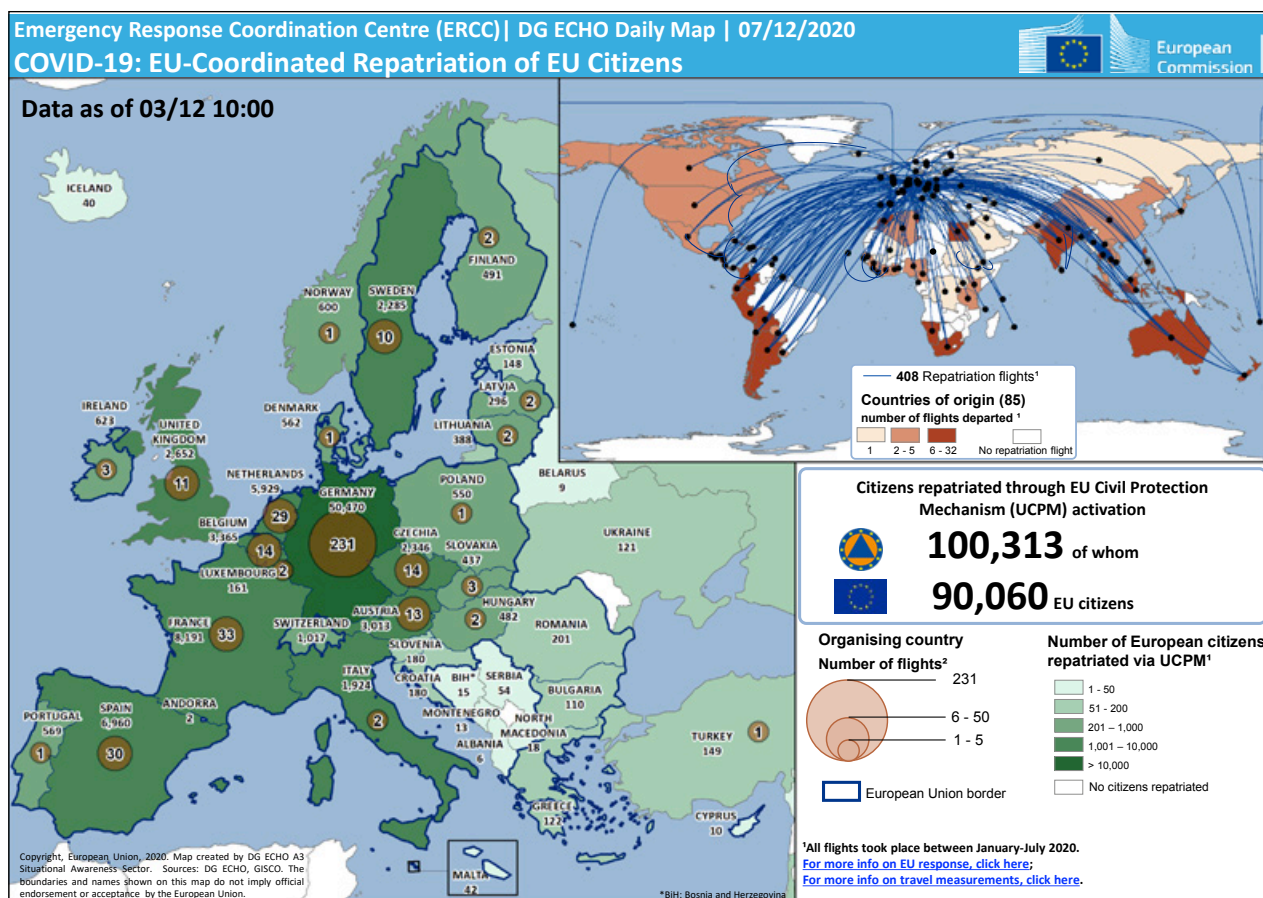 Emergency Response Coordination Centre (ERCC)| DG ECHO Daily Map | 07/12/2020
COVID-19: EU-Coordinated Repatriation of EU Citizens
European
Commission
Data as of 03/12 10:00
ICELAND
40
2
FINLAND
491
NORWAY
600
1
SWEDEN
2,285
10
ESTONIA
148
LATVIA
296
2
LITHUANIA
388
2
DENMARK
562
1
IRELAND
623
3
UNITED
KINGDOM
2,652
11
NETHERLANDS
5,929
29
BELGIUM
3,365
14
LUXEMBOURG
161
2
GERMANY
50,470
231
POLAND
550
1
BELARUS
9
UKRAINE
121
CZECHIA
2,346
14
SLOVAKIA
437
3
AUSTRIA
3,013
13
HUNGARY
482
2
ROMANIA
201
FRANCE
8,191
33
SWITZERLAND
1,017
SLOVENIA
180
CROATIA
180
BIH*
15
SERBIA
54
BULGARIA
110
ITALY
1,924
2
MONTENEGRO
13
NORTH
MACEDONIA
18
ALBANIA
6
ANDORRA
2
PORTUGAL
569
1
SPAIN
6,960
30
GREECE
122
TURKEY
149
1
CYPRUS
10
MALTA
42
408 Repatriation flights¹
Countries of origin (85)
number of flights departed ¹
1
2 - 5
6 - 32
No repatriation flight
Citizens repatriated through EU Civil Protection
Mechanism (UCPM) activation
100,313 of whom
90,060 EU citizens
Organising country
Number of flights²
231
6 - 50
1 - 5
European Union border
Number of European citizens
repatriated via UCPM¹
1 - 50
51 - 200
201 – 1,000
1,001 – 10,000
> 10,000
No citizens repatriated
¹All flights took place between January-July 2020.
For more info on EU response, click here;
For more info on travel measurements, click here.
Copyright, European Union, 2020. Map created by DG ECHO A3
Situational Awareness Sector. Sources: DG ECHO, GISCO. The
boundaries and names shown on this map do not imply official
endorsement or acceptance by the European Union.
*BiH: Bosnia and Herzegovina